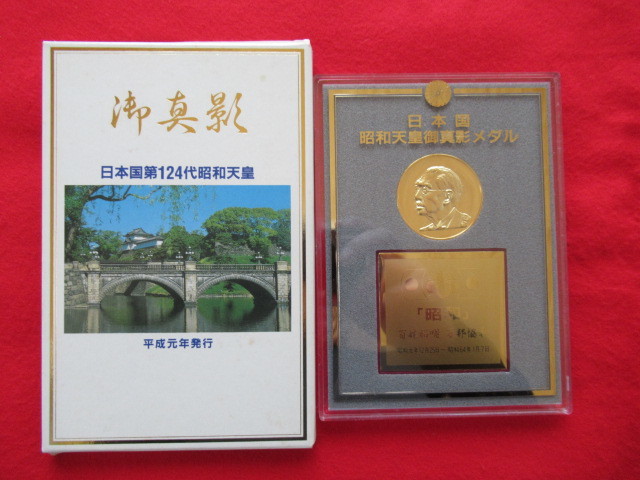 御真影
日本国第124代昭和天皇
平成元年発行
日本国
昭和天皇御真影メダル
「昭和」